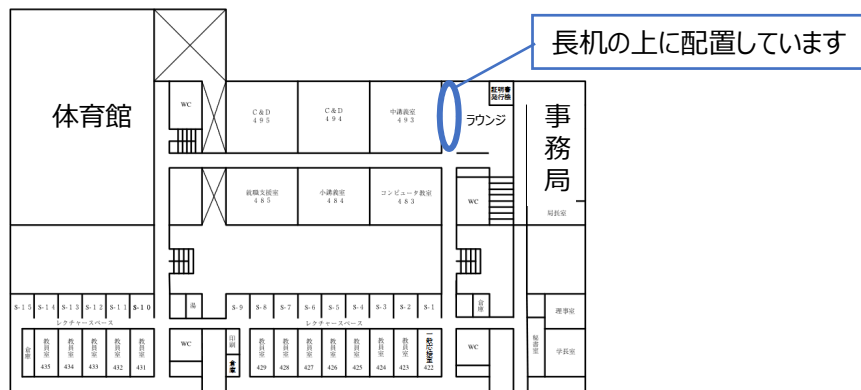 長机の上に配置しています
体育館
WC
C&D
495
C&D
494
中講義室
493
ラウンジ
証明書
発行機
事務局
就職支援室
485
小講義室
484
コンピュータ教室
483
WC
局長室
S-15 S-14 S-13 S-12 S-11 S-10
湯
S-9 S-8 S-7 S-6 S-5 S-4 S-3 S-2 S-1
倉庫
理事室
レクチャースペース
レクチャースペース
倉庫
教員室
435
教員室
434
教員室
433
教員室
432
教員室
431
WC
印刷
倉庫
教員室
429
教員室
428
教員室
427
教員室
426
教員室
425
教員室
424
教員室
423
422
WC
秘書室
学長室